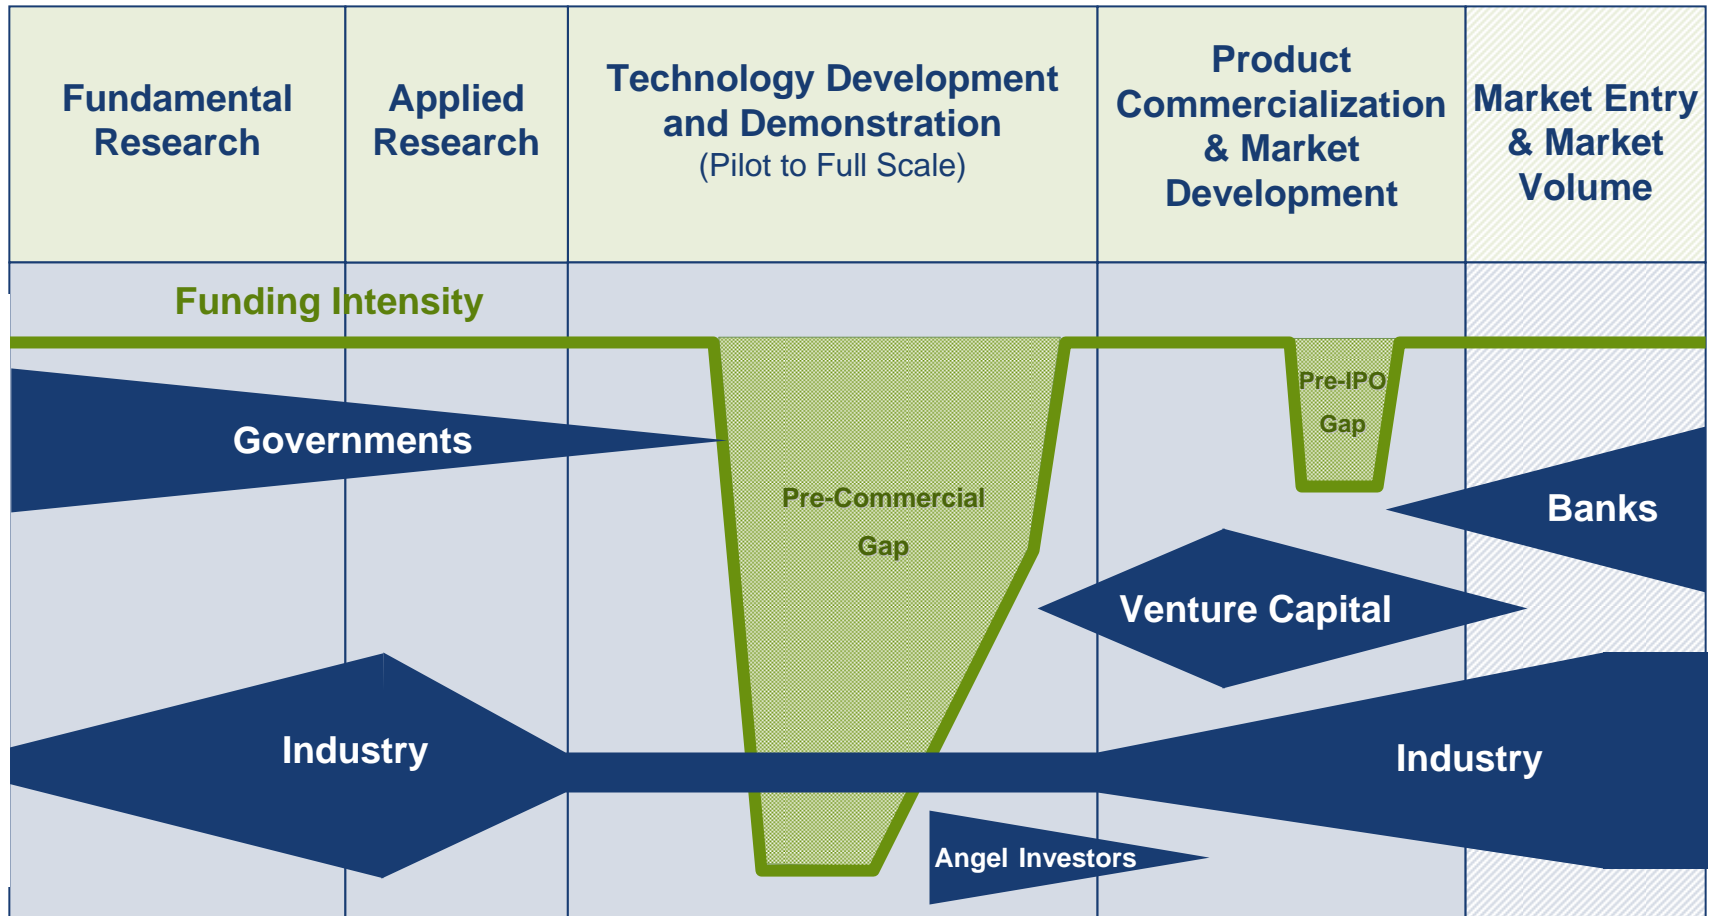 Fundamental
Research
Applied
Research
Technology Development
and Demonstration
(Pilot to Full Scale)
Product
Commercialization
& Market
Development
Market Entry
& Market
Volume
Funding Intensity
Governments
Pre-Commercial
Gap
Pre-IPO
Gap
Banks
Venture Capital
Industry
Industry
Angel Investors